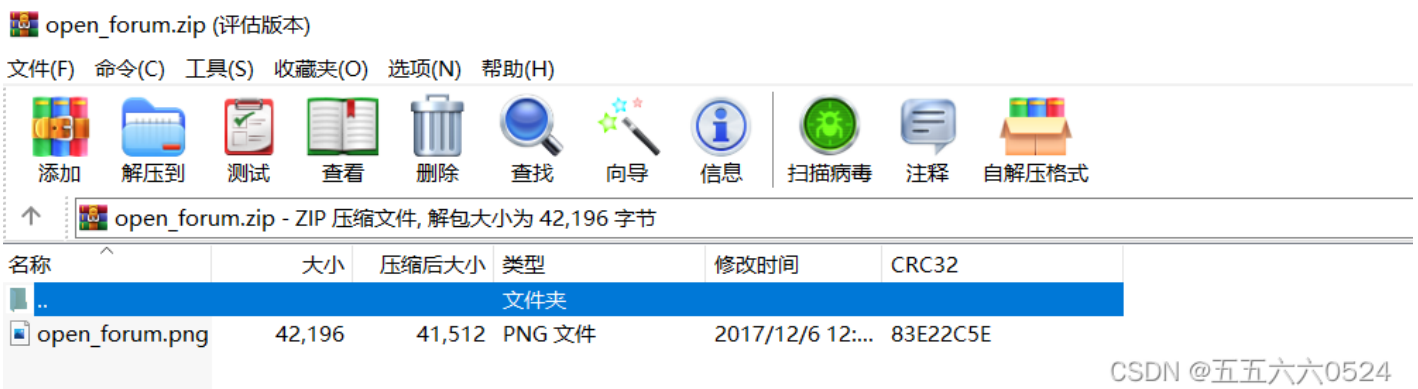 open_forum.zip (评估版本)
文件(F) 命令(C) 工具(S) 收藏夹(O) 选项(N) 帮助(H)
添加 解压到 测试 查看 删除 查找 向导 信息 扫描病毒 注释 自解压格式
open_forum.zip - ZIP 压缩文件, 解包大小为 42,196 字节
名称 大小 压缩后大小 类型 修改时间 CRC32
.. 文件夹
open_forum.png 42,196 41,512 PNG 文件 2017/12/6 12:... 83E22C5E
CSDN @五五六六0524